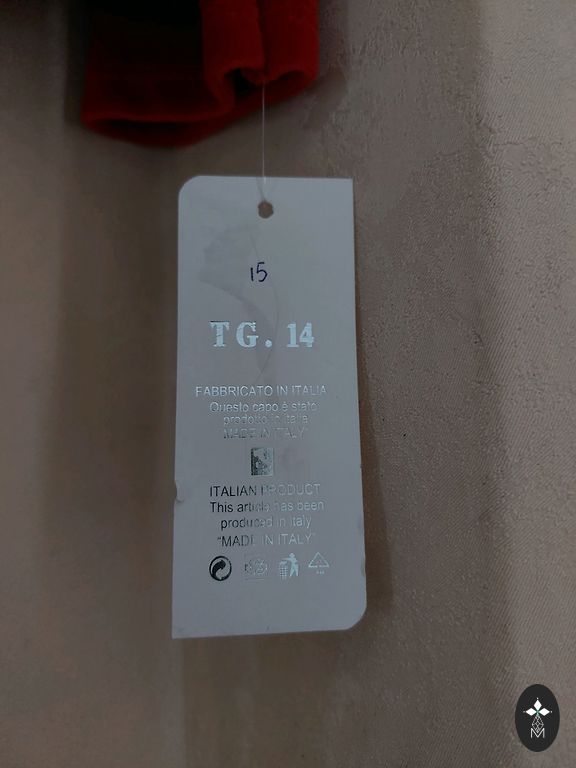 15
TG. 14
FABBRICATO IN ITALIA
Questo capo è stato
prodotto in Italia
MADE IN ITALY"
ITALIAN PRODUCT
This article has been
produced in Italy
"MADE IN ITALY"
M